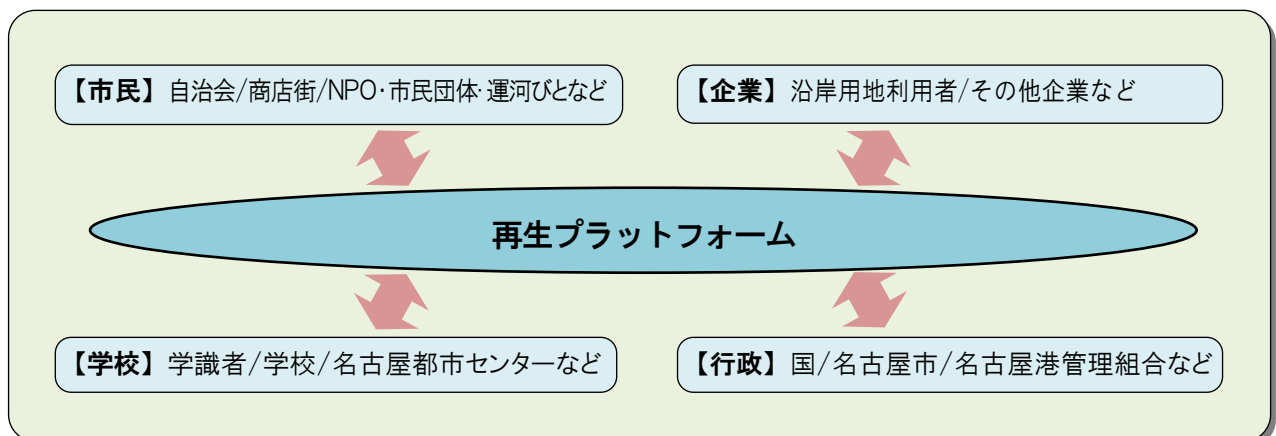 【市民】自治会/商店街/NPO・市民団体・運河びとなど
【企業】沿岸用地利用者/その他企業など
再生プラットフォーム
【学校】学識者/学校/名古屋都市センターなど
【行政】国/名古屋市/名古屋港管理組合など